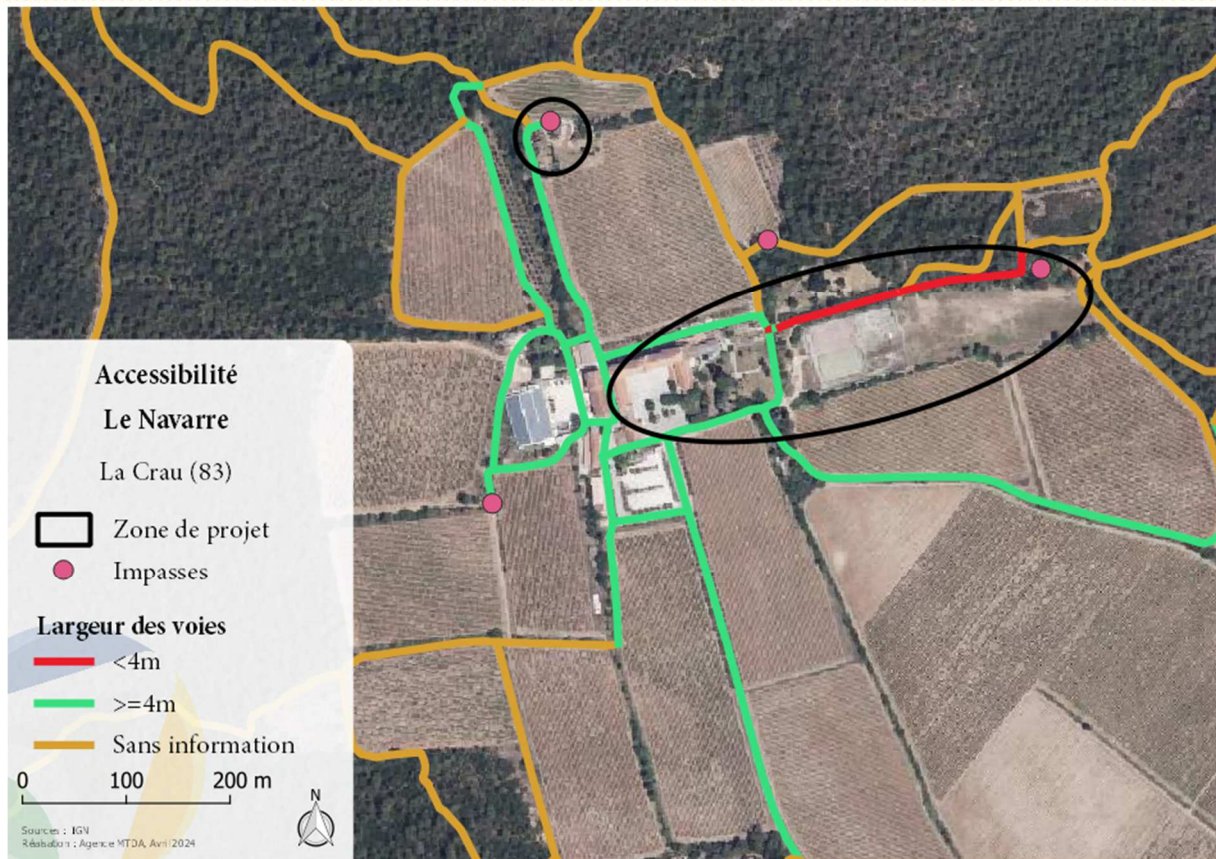 Accessibilité
Le Navarre
La Crau (83)
Zone de projet
Impasses
Largeur des voies
<4m
>=4m
Sans information
0 100 200 m
N
Sources : IGN
Réalisation : Agence MTDA, Avril 2024